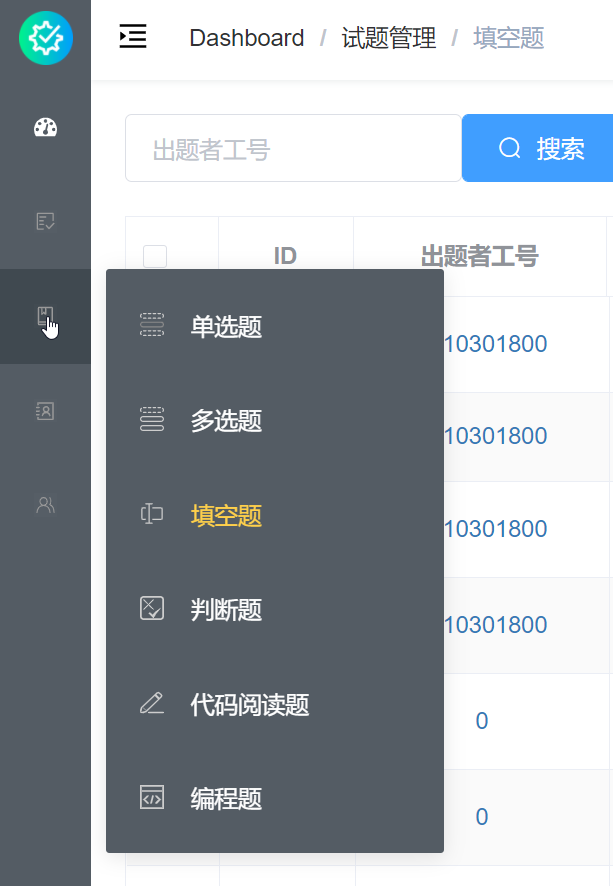 Dashboard / 试题管理 / 填空题
出题者工号 搜索
ID 出题者工号
单选题
10301800
多选题
10301800
填空题
10301800
判断题
10301800
代码阅读题
0
编程题
0